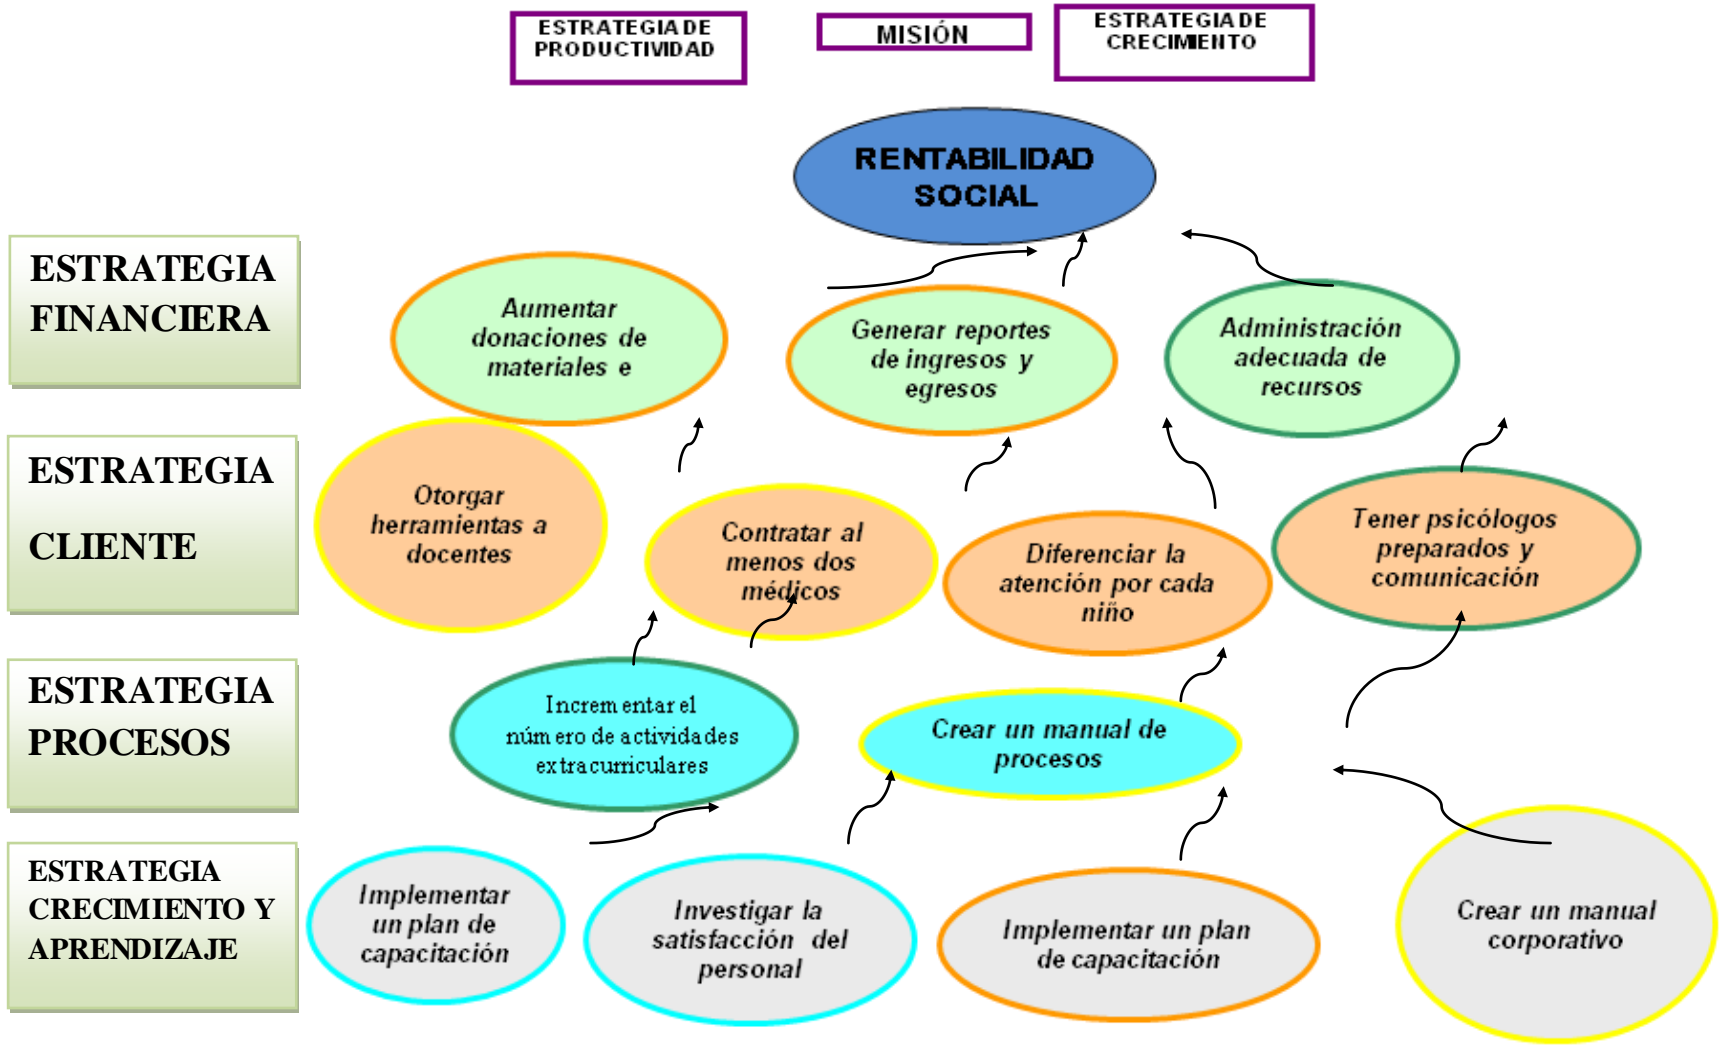 ESTRATEGIA DE
PRODUCTIVIDAD
MISIÓN
ESTRATEGIA DE
CRECIMIENTO
RENTABILIDAD
SOCIAL
ESTRATEGIA
FINANCIERA
Aumentar
donaciones de
materiales e
Generar reportes
de ingresos y
egresos
Administración
adecuada de
recursos
ESTRATEGIA
CLIENTE
Otorgar
herramientas a
docentes
Contratar al
menos dos
médicos
Diferenciar la
atención por cada
niño
Tener psicólogos
preparados y
comunicación
ESTRATEGIA
PROCESOS
Incrementar el
número de actividades
extracurriculares
Crear un manual de
procesos
ESTRATEGIA
CRECIMIENTO Y
APRENDIZAJE
Implementar
un plan de
capacitación
Investigar la
satisfacción del
personal
Implementar un plan
de capacitación
Crear un manual
corporativo